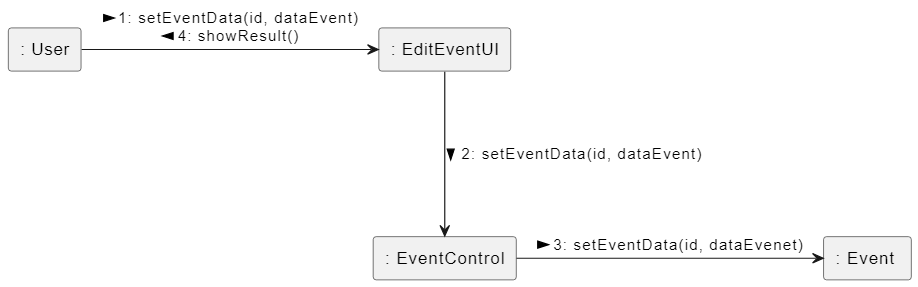 1: setEventData(id, dataEvent)
4: showResult()
: User
: EditEventUI
2: setEventData(id, dataEvent)
3: setEventData(id, dataEvenet)
: EventControl
: Event